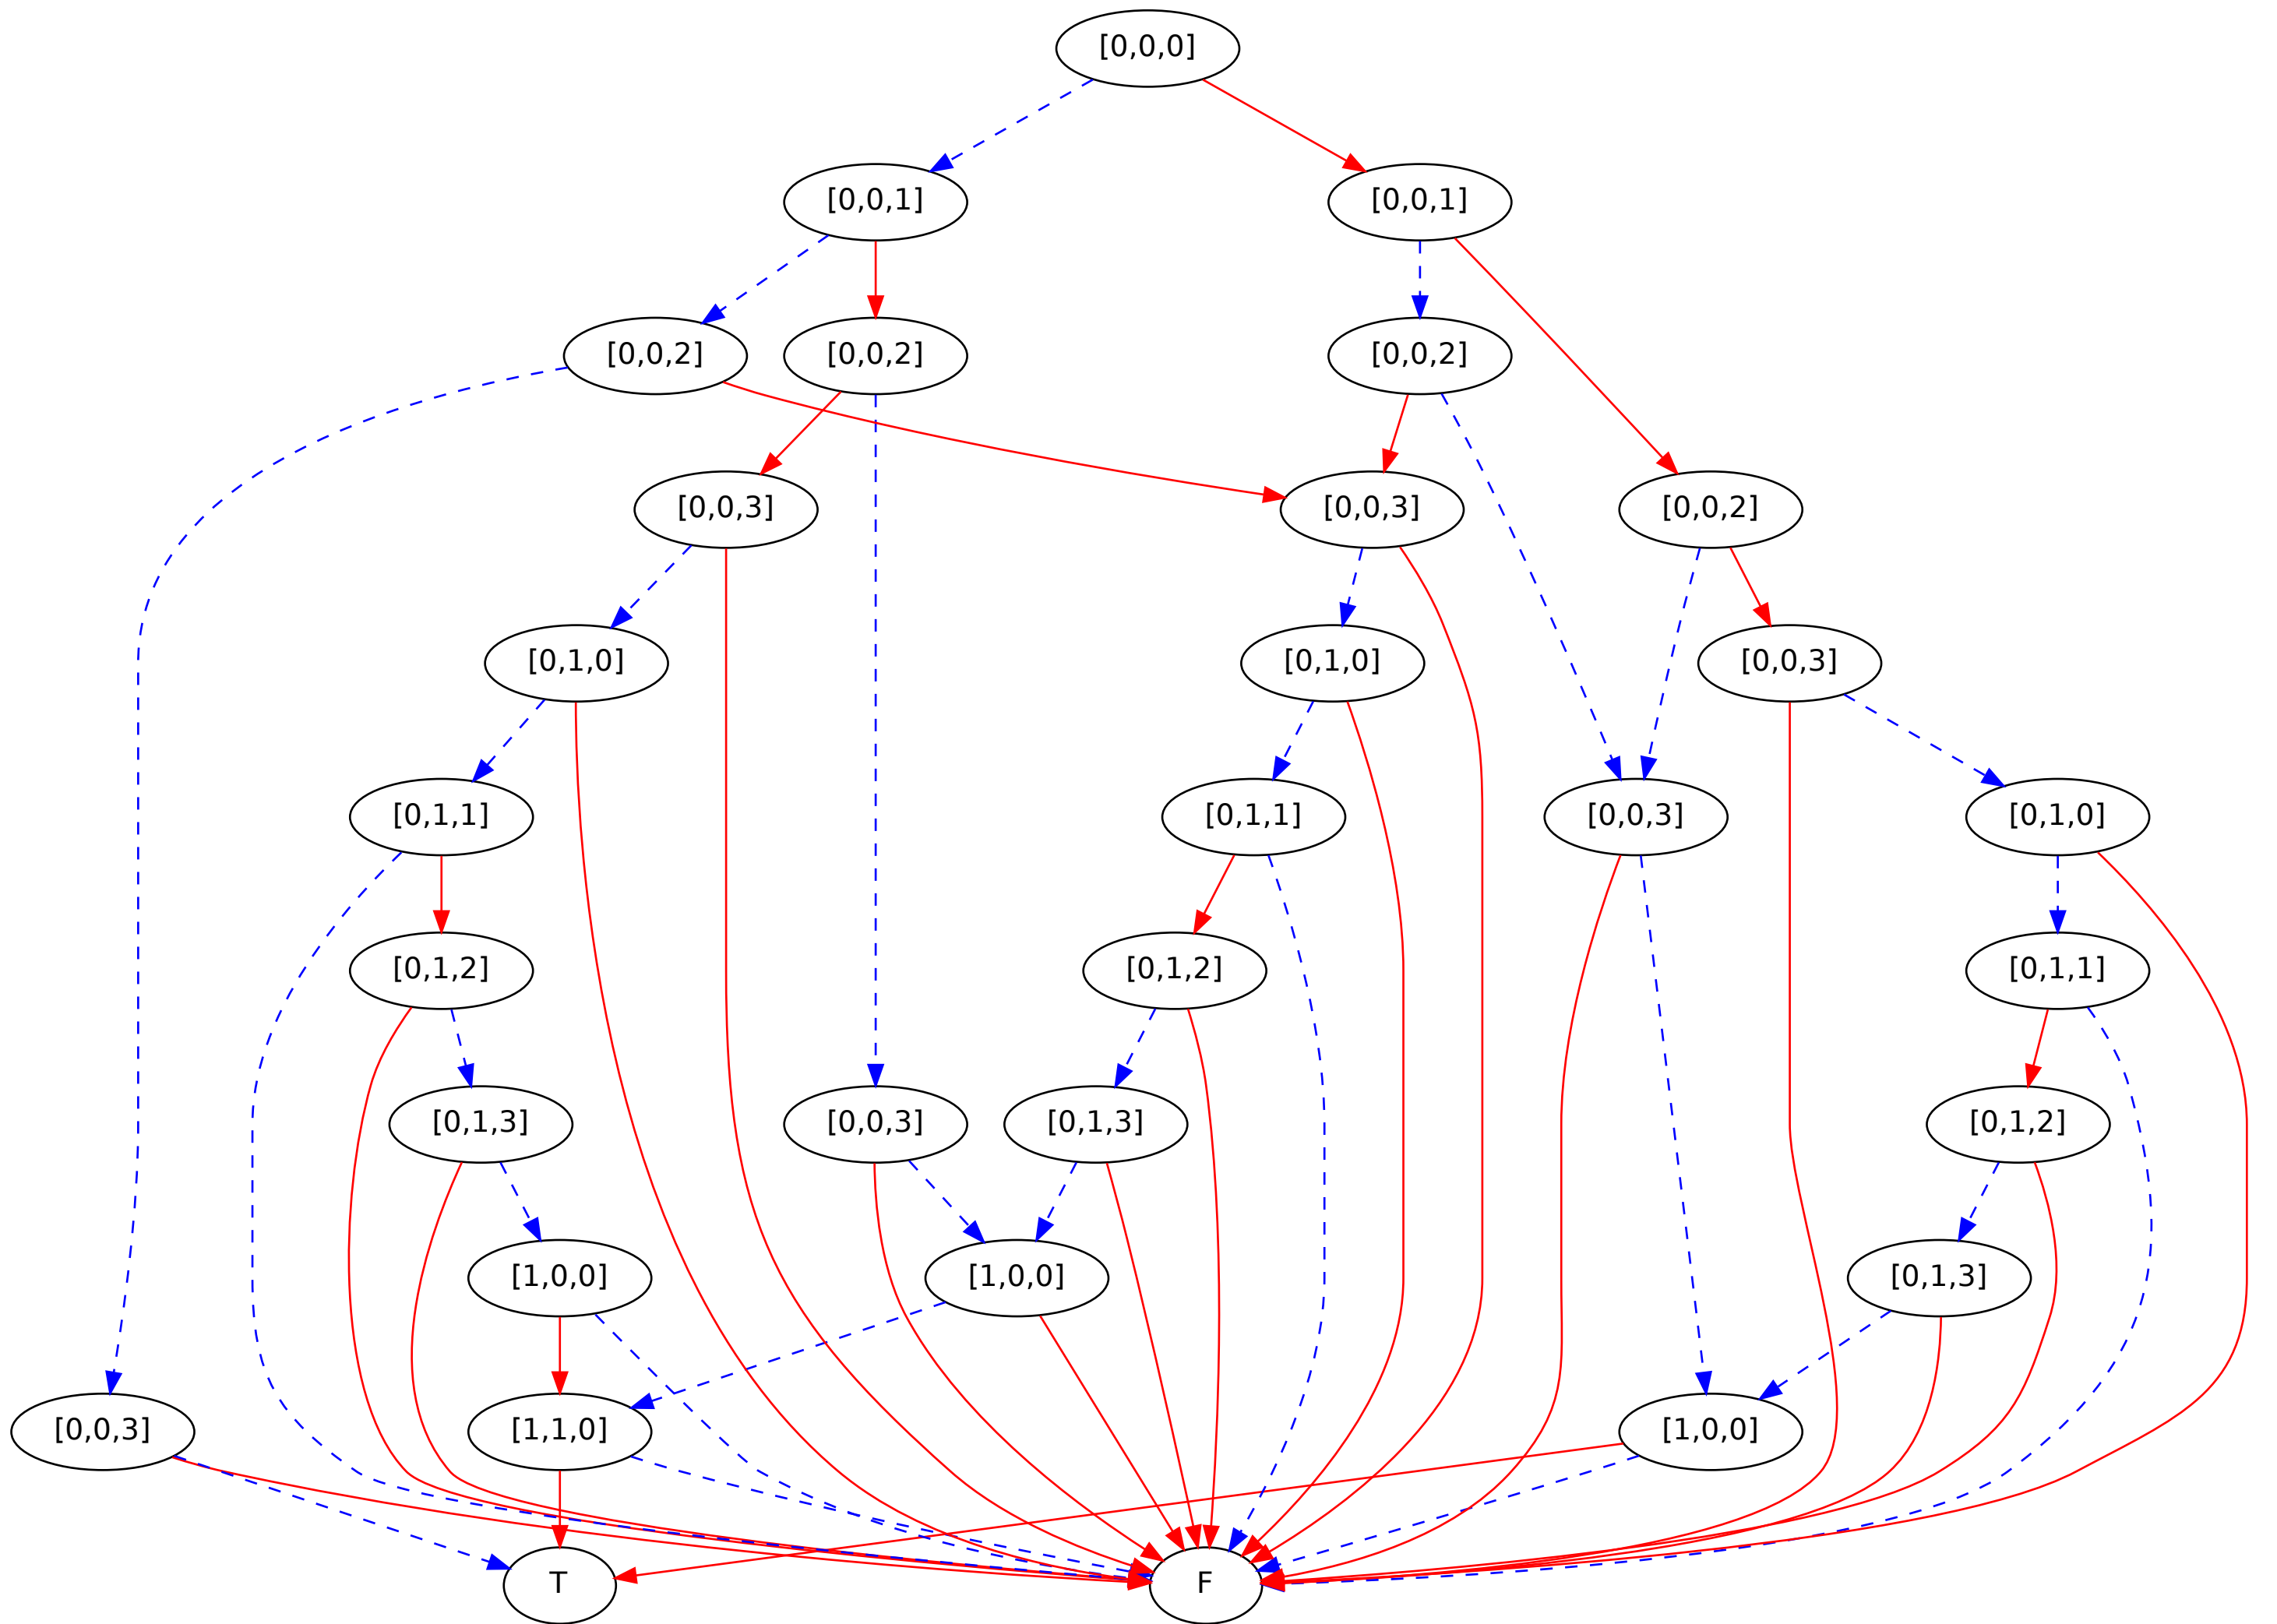 [0,0,0]
[0,0,1] [0,0,1]
[0,0,2] [0,0,2] [0,0,2]
[0,0,3] [0,0,3] [0,0,2]
[0,1,0] [0,1,0] [0,0,3]
[0,1,1] [0,1,1] [0,0,3] [0,1,0]
[0,1,2] [0,1,2] [0,1,1]
[0,1,3] [0,0,3] [0,1,3] [0,1,2]
[1,0,0] [1,0,0] [0,1,3]
[0,0,3] [1,1,0] [1,0,0]
T F